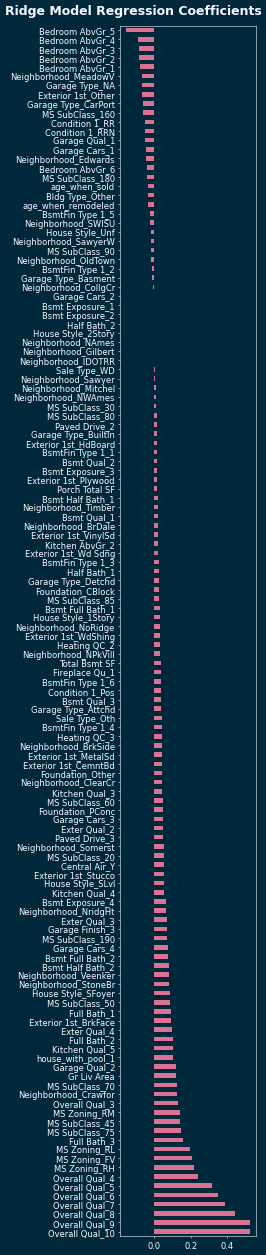 Ridge Model Regression Coefficients
Bedroom AbvGr_5
Bedroom AbvGr_4
Bedroom AbvGr_3
Bedroom AbvGr_2
Bedroom AbvGr_1
Neighborhood_MeadowV
Garage Type_NA
Exterior 1st_Other
Garage Type_CarPort
MS SubClass_160
Condition 1_RR
Condition 1_RRN
Garage Qual_1
Garage Cars_1
Neighborhood_Edwards
Bedroom AbvGr_6
MS SubClass_180
age_when_sold
Bldg Type_Other
age_when_remodeled
BsmtFin Type 1_5
Neighborhood_SWISU
House Style_Unf
Neighborhood_SawyerW
MS SubClass_90
Neighborhood_OldTown
BsmtFin Type 1_2
Garage Type_Basment
Neighborhood_CollgCr
Garage Cars_2
Bsmt Exposure_1
Bsmt Exposure_2
Half Bath_2
House Style_2Story
Neighborhood_NAmes
Neighborhood_Gilbert
Neighborhood_IDOTRR
Sale Type_WD
Neighborhood_Sawyer
Neighborhood_Mitchel
Neighborhood_NWAmes
MS SubClass_30
MS SubClass_80
Paved Drive_2
Garage Type_BuiltIn
Exterior 1st_HdBoard
BsmtFin Type 1_1
Bsmt Qual_2
Bsmt Exposure_3
Exterior 1st_Plywood
Porch Total SF
Bsmt Half Bath_1
Neighborhood_Timber
Bsmt Qual_1
Neighborhood_BrDale
Exterior 1st_VinylSd
Kitchen AbvGr_2
Exterior 1st_Wd Sdng
BsmtFin Type 1_3
Half Bath_1
Garage Type_Detchd
Foundation_CBlock
MS SubClass_85
Bsmt Full Bath_1
House Style_1Story
Neighborhood_NoRidge
Exterior 1st_WdShing
Heating QC_2
Neighborhood_NPkVill
Total Bsmt SF
Fireplace Qu_1
BsmtFin Type 1_6
Condition 1_Pos
Bsmt Qual_3
Garage Type_Attchd
Sale Type_Oth
BsmtFin Type 1_4
Heating QC_3
Neighborhood_BrkSide
Exterior 1st_MetalSd
Exterior 1st_CemntBd
Foundation_Other
Neighborhood_ClearCr
Kitchen Qual_3
MS SubClass_60
Foundation_PConc
Garage Cars_3
Exter Qual_2
Paved Drive_3
Neighborhood_Somerst
MS SubClass_20
Central Air_Y
Exterior 1st_Stucco
House Style_SLvl
Kitchen Qual_4
Bsmt Exposure_4
Neighborhood_NridgHt
Exter Qual_3
Garage Finish_3
MS SubClass_190
Garage Cars_4
Bsmt Full Bath_2
Bsmt Half Bath_2
Neighborhood_Veenker
Neighborhood_StoneBr
House Style_SFoyer
MS SubClass_50
Full Bath_1
Exterior 1st_BrkFace
Exter Qual_4
Full Bath_2
Kitchen Qual_5
house_with_pool_1
Garage Qual_2
Gr Liv Area
MS SubClass_70
Neighborhood_Crawfor
Overall Qual_3
MS Zoning_RM
MS SubClass_45
MS SubClass_75
Full Bath_3
MS Zoning_RL
MS Zoning_FV
MS Zoning_RH
Overall Qual_4
Overall Qual_5
Overall Qual_6
Overall Qual_7
Overall Qual_8
Overall Qual_9
Overall Qual_10
0.0 0.2 0.4